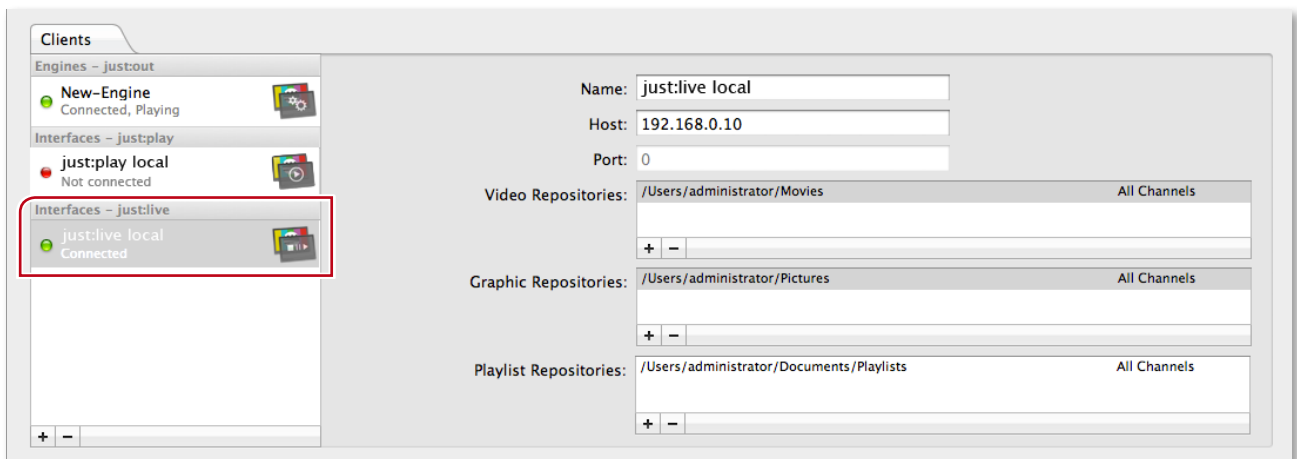 Clients
Engines – just:out
New-Engine
Connected, Playing
Interfaces – just:play
just:play local
Not connected
Interfaces – just:live
just:live local
Connected
+ −
Name: just:live local
Host: 192.168.0.10
Port: 0
Video Repositories: /Users/administrator/Movies All Channels
+ −
Graphic Repositories: /Users/administrator/Pictures All Channels
+ −
Playlist Repositories: /Users/administrator/Documents/Playlists All Channels
+ −